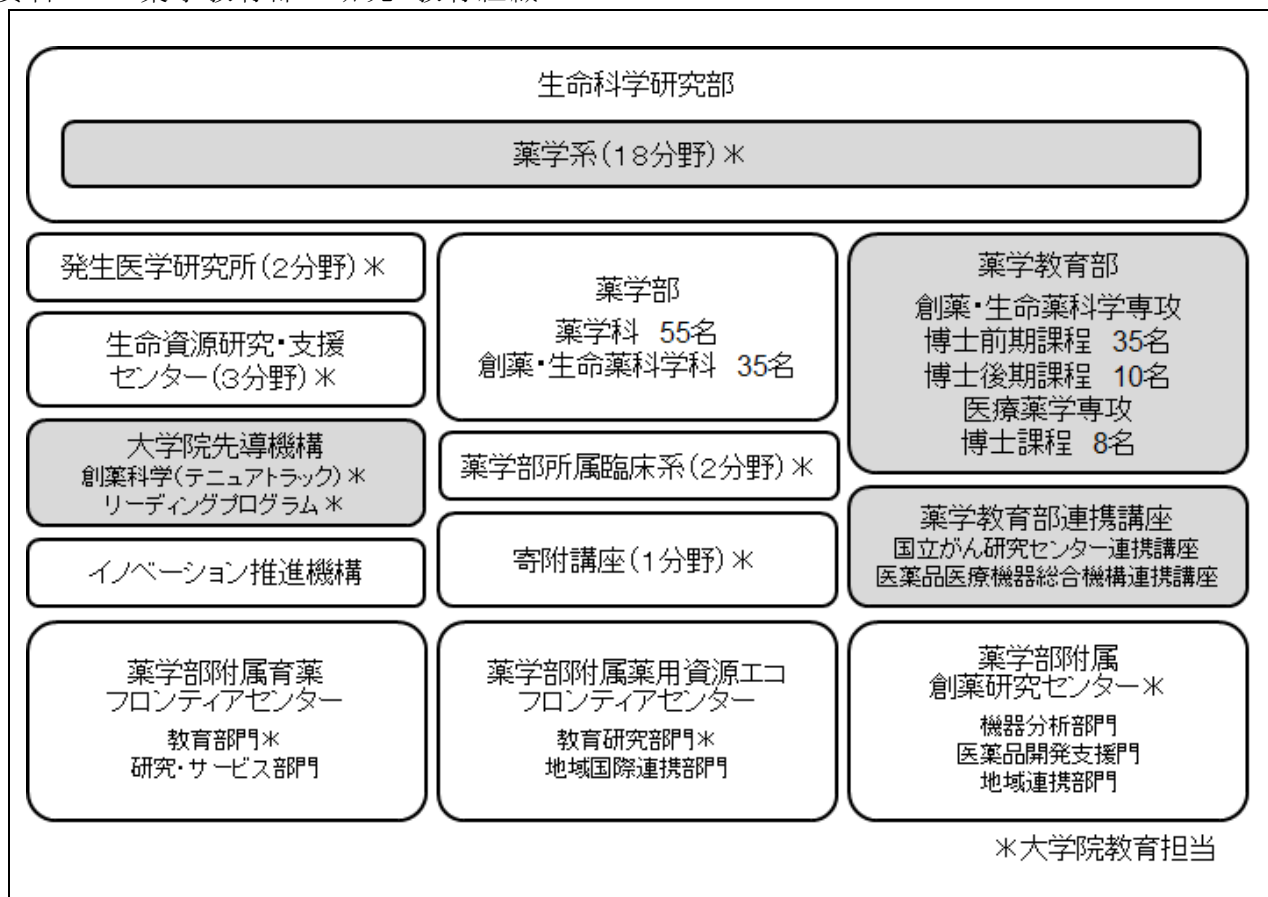 生命科学研究部
薬学系(18分野)＊
発生医学研究所(2分野)＊
生命資源研究・支援
センター(3分野)＊
大学院先導機構
創薬科学(テニュアトラック)＊
リーディングプログラム＊
イノベーション推進機構
薬学部
薬学科 55名
創薬・生命薬科学科 35名
薬学部所属臨床系(2分野)＊
寄附講座(1分野)＊
薬学教育部
創薬・生命薬科学専攻
博士前期課程 35名
博士後期課程 10名
医療薬学専攻
博士課程 8名
薬学教育部連携講座
国立がん研究センター連携講座
医薬品医療機器総合機構連携講座
薬学部附属育薬
フロンティアセンター
教育部門＊
研究・サービス部門
薬学部附属薬用資源エコ
フロンティアセンター
教育研究部門＊
地域国際連携部門
薬学部附属
創薬研究センター＊
機器分析部門
医薬品開発支援門
地域連携部門
＊大学院教育担当